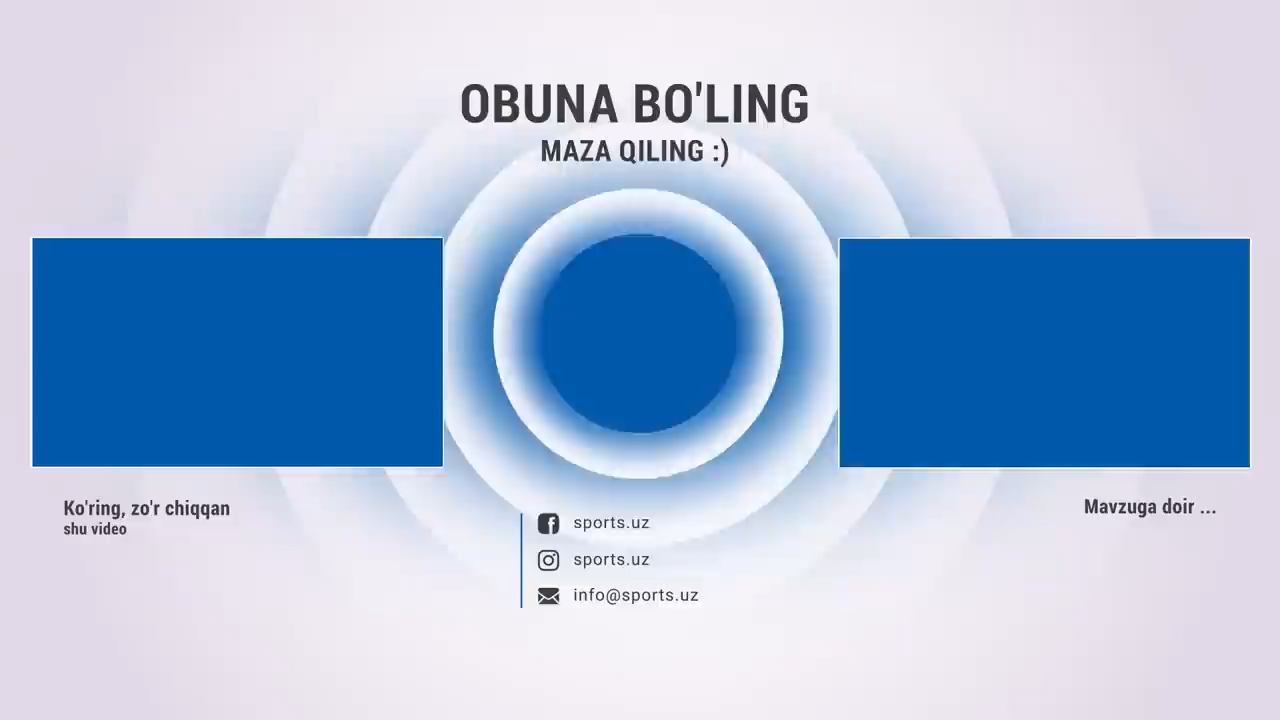 OBUNA BO'LING
MAZA QILING :)
Ko'ring, zo'r chiqqan
shu video
Mavzuga doir ...
sports.uz
sports.uz
info@sports.uz